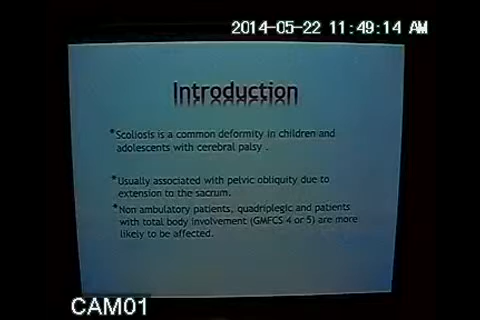 2014-05-22 11:49:14 AM
Introduction
*Scoliosis is a common deformity in children and
adolescents with cerebral palsy .
*Usually associated with pelvic obliquity due to
extension to the sacrum.
*Non ambulatory patients, quadriplegic and patients
with total body involvement (GMFCS 4 or 5) are more
likely to be affected.
CAM01